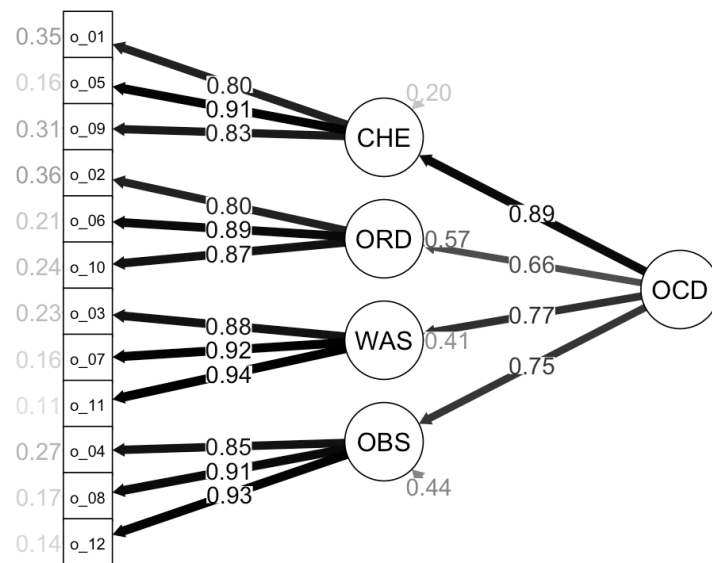 0.35 o_01
0.16 o_05
0.31 o_09
0.36 o_02
0.21 o_06
0.24 o_10
0.23 o_03
0.16 o_07
0.11 o_11
0.27 o_04
0.17 o_08
0.14 o_12
0.80
0.91
0.83
0.80
0.89
0.87
0.88
0.92
0.94
0.85
0.91
0.93
0.20
CHE
ORD
0.57
WAS
0.41
OBS
0.44
0.89
0.66
0.77
0.75
OCD